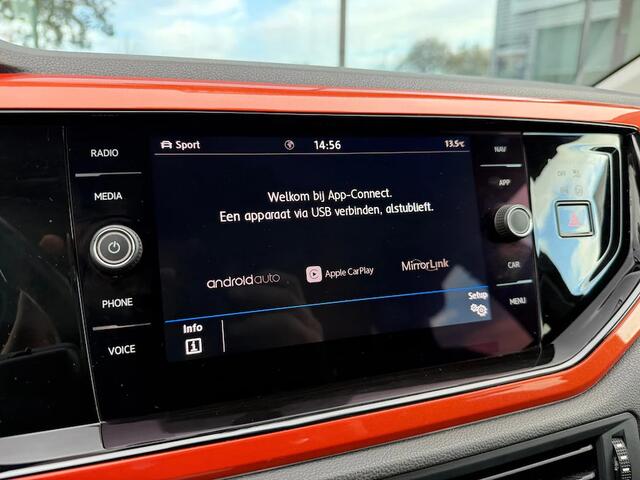 RADIO
MEDIA
PHONE
VOICE
Sport
14:56
13.5°C
Welkom bij App-Connect.
Een apparaat via USB verbinden, alstublieft.
androidauto
Apple CarPlay
MirrorLink
Info
Setup
NAV
APP
CAR
MENU